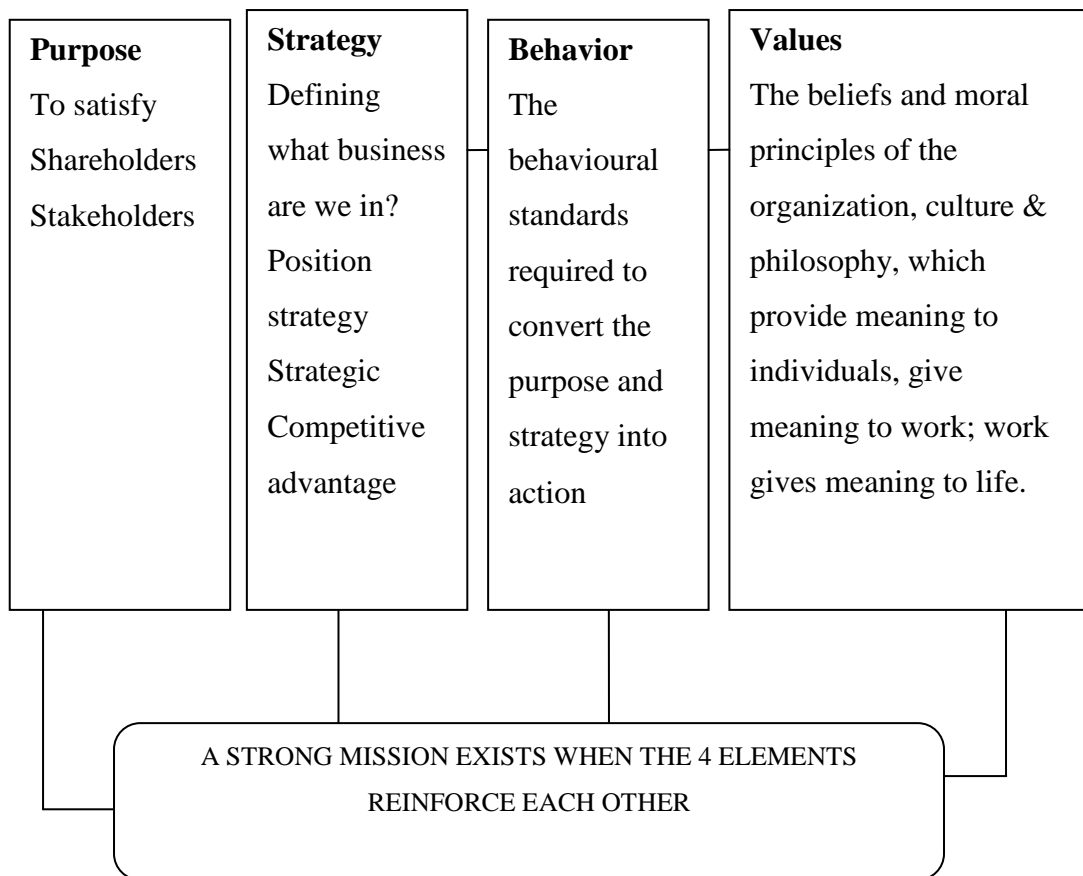 Purpose
To satisfy
Shareholders
Stakeholders
Strategy
Defining
what business
are we in?
Position
strategy
Strategic
Competitive
advantage
Behavior
The
behavioural
standards
required to
convert the
purpose and
strategy into
action
Values
The beliefs and moral
principles of the
organization, culture &
philosophy, which
provide meaning to
individuals, give
meaning to work; work
gives meaning to life.
A STRONG MISSION EXISTS WHEN THE 4 ELEMENTS
REINFORCE EACH OTHER